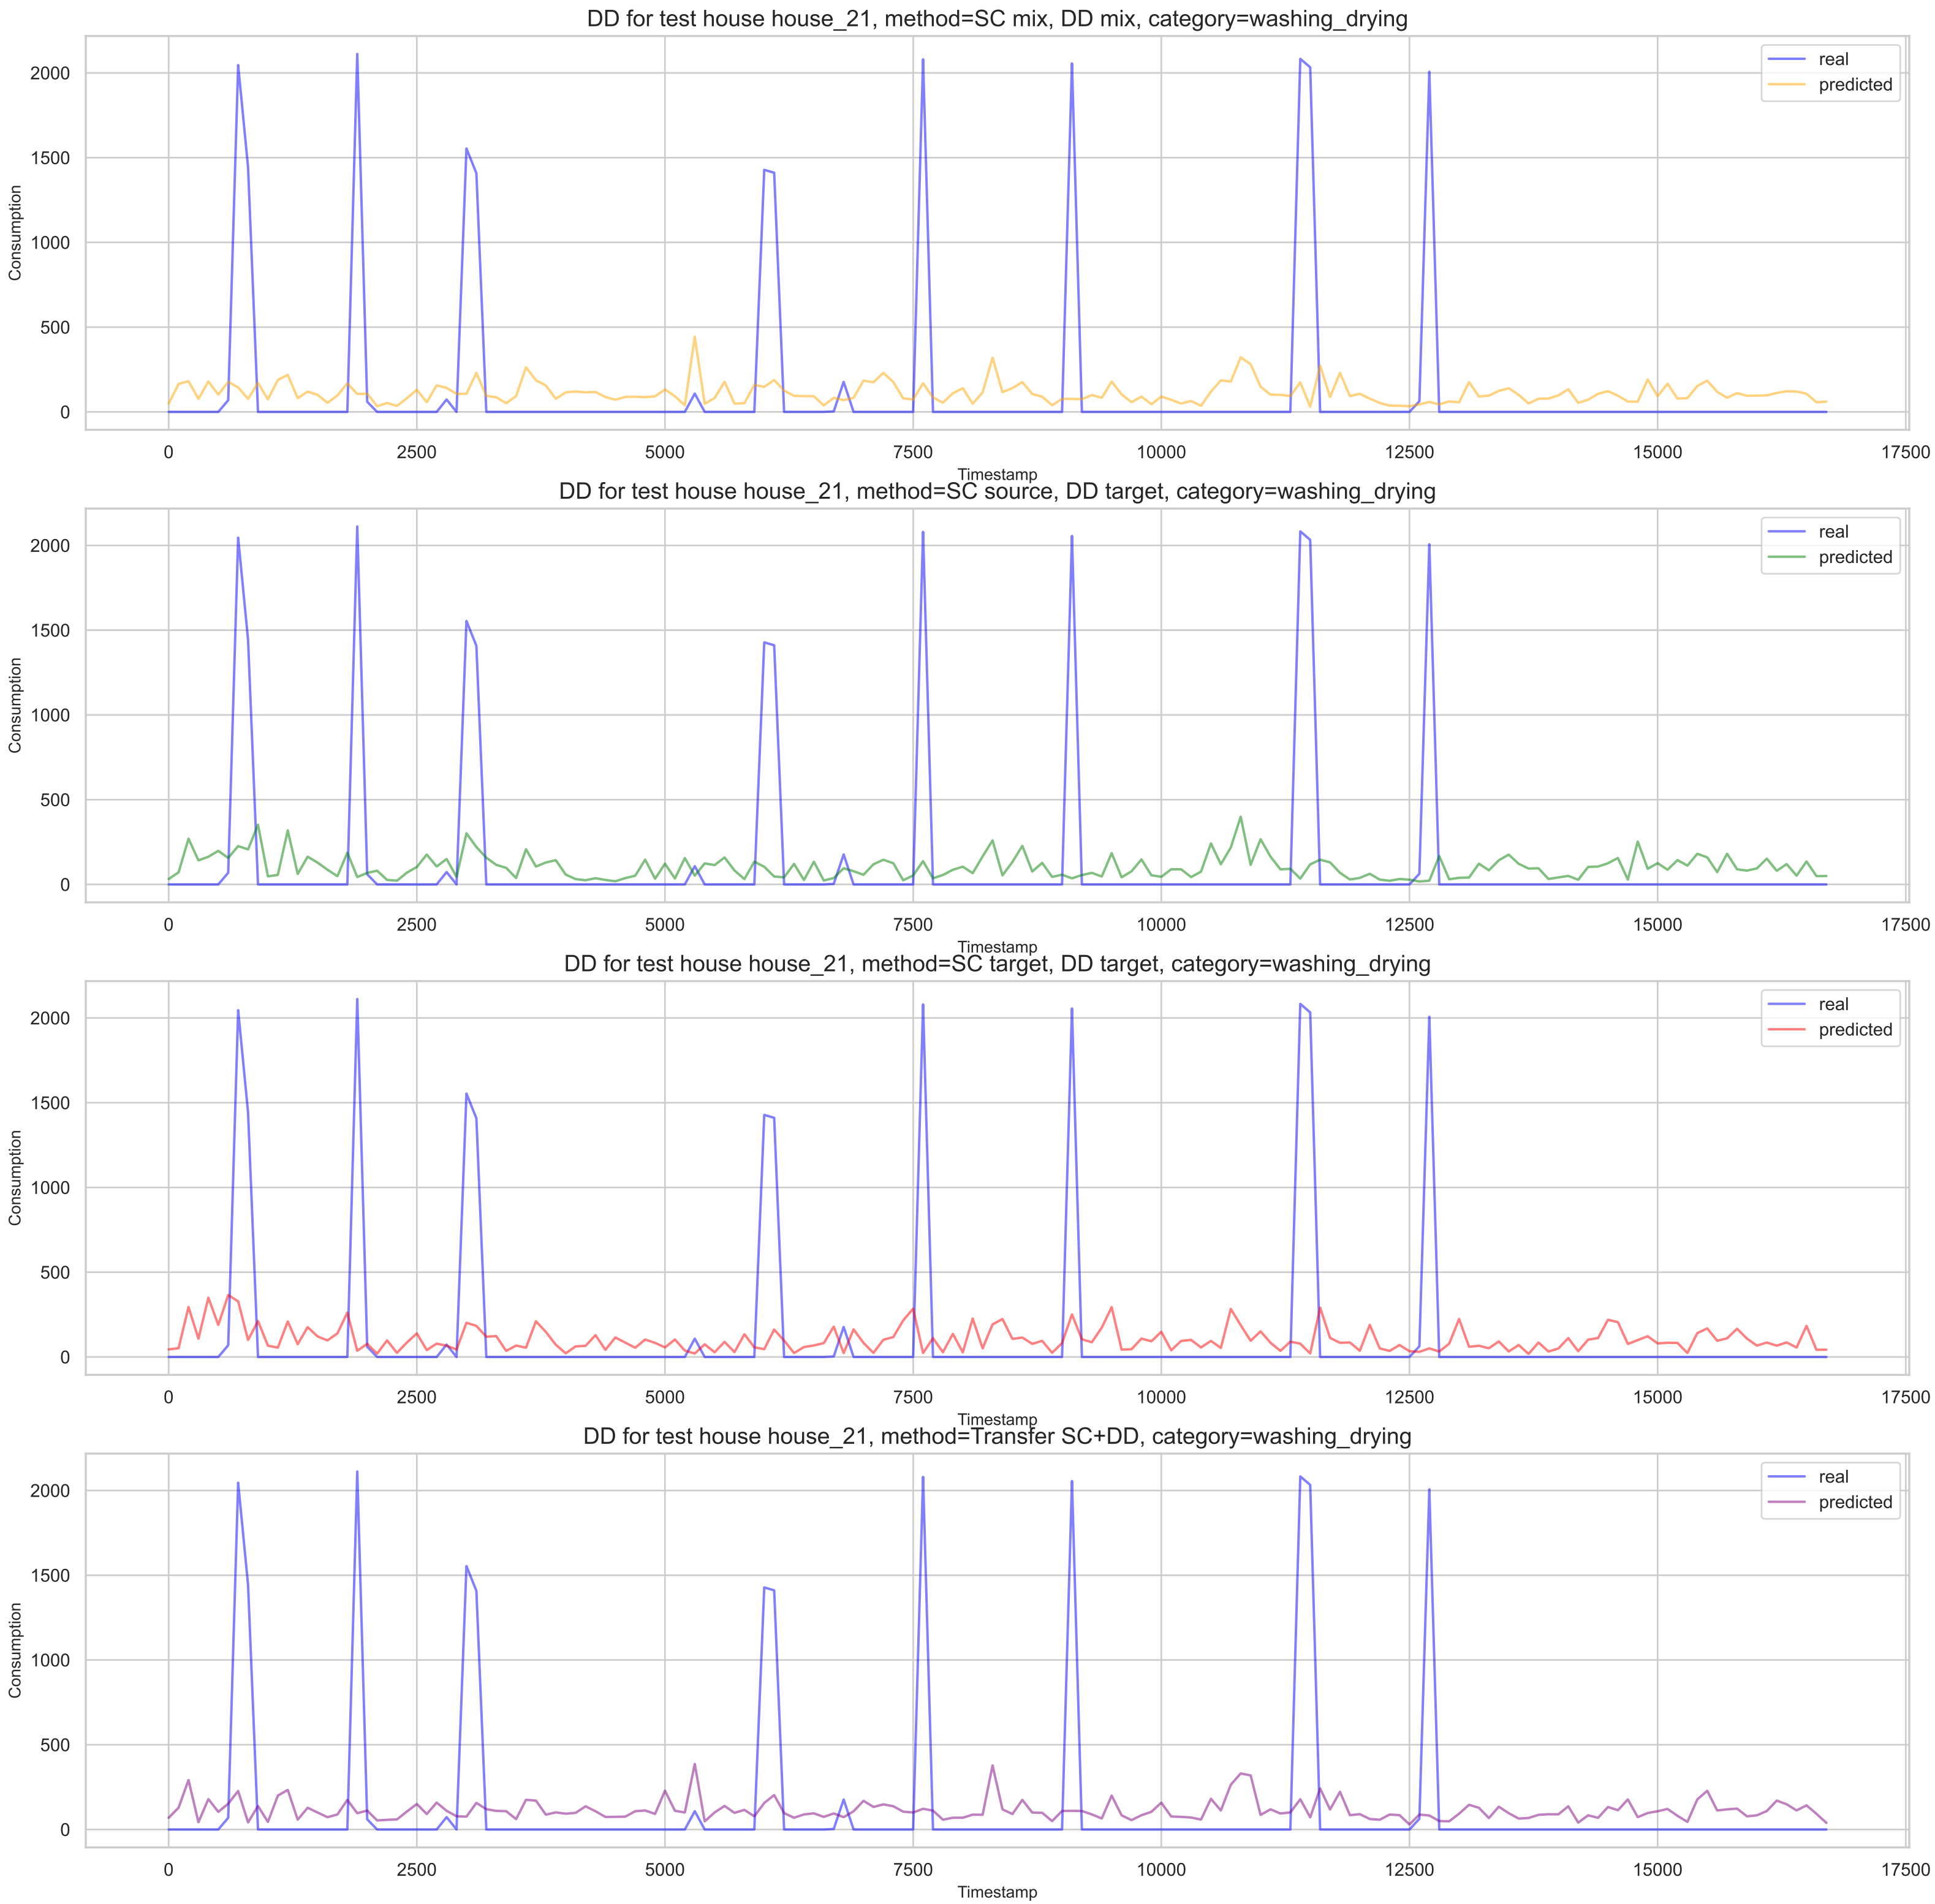 DD for test house house_21, method=SC mix, DD mix, category=washing_drying
real
predicted
Consumption
2000
1500
1000
500
0
0 2500 5000 7500 10000 12500 15000 17500
Timestamp
DD for test house house_21, method=SC source, DD target, category=washing_drying
real
predicted
Consumption
2000
1500
1000
500
0
0 2500 5000 7500 10000 12500 15000 17500
Timestamp
DD for test house house_21, method=SC target, DD target, category=washing_drying
real
predicted
Consumption
2000
1500
1000
500
0
0 2500 5000 7500 10000 12500 15000 17500
Timestamp
DD for test house house_21, method=Transfer SC+DD, category=washing_drying
real
predicted
Consumption
2000
1500
1000
500
0
0 2500 5000 7500 10000 12500 15000 17500
Timestamp